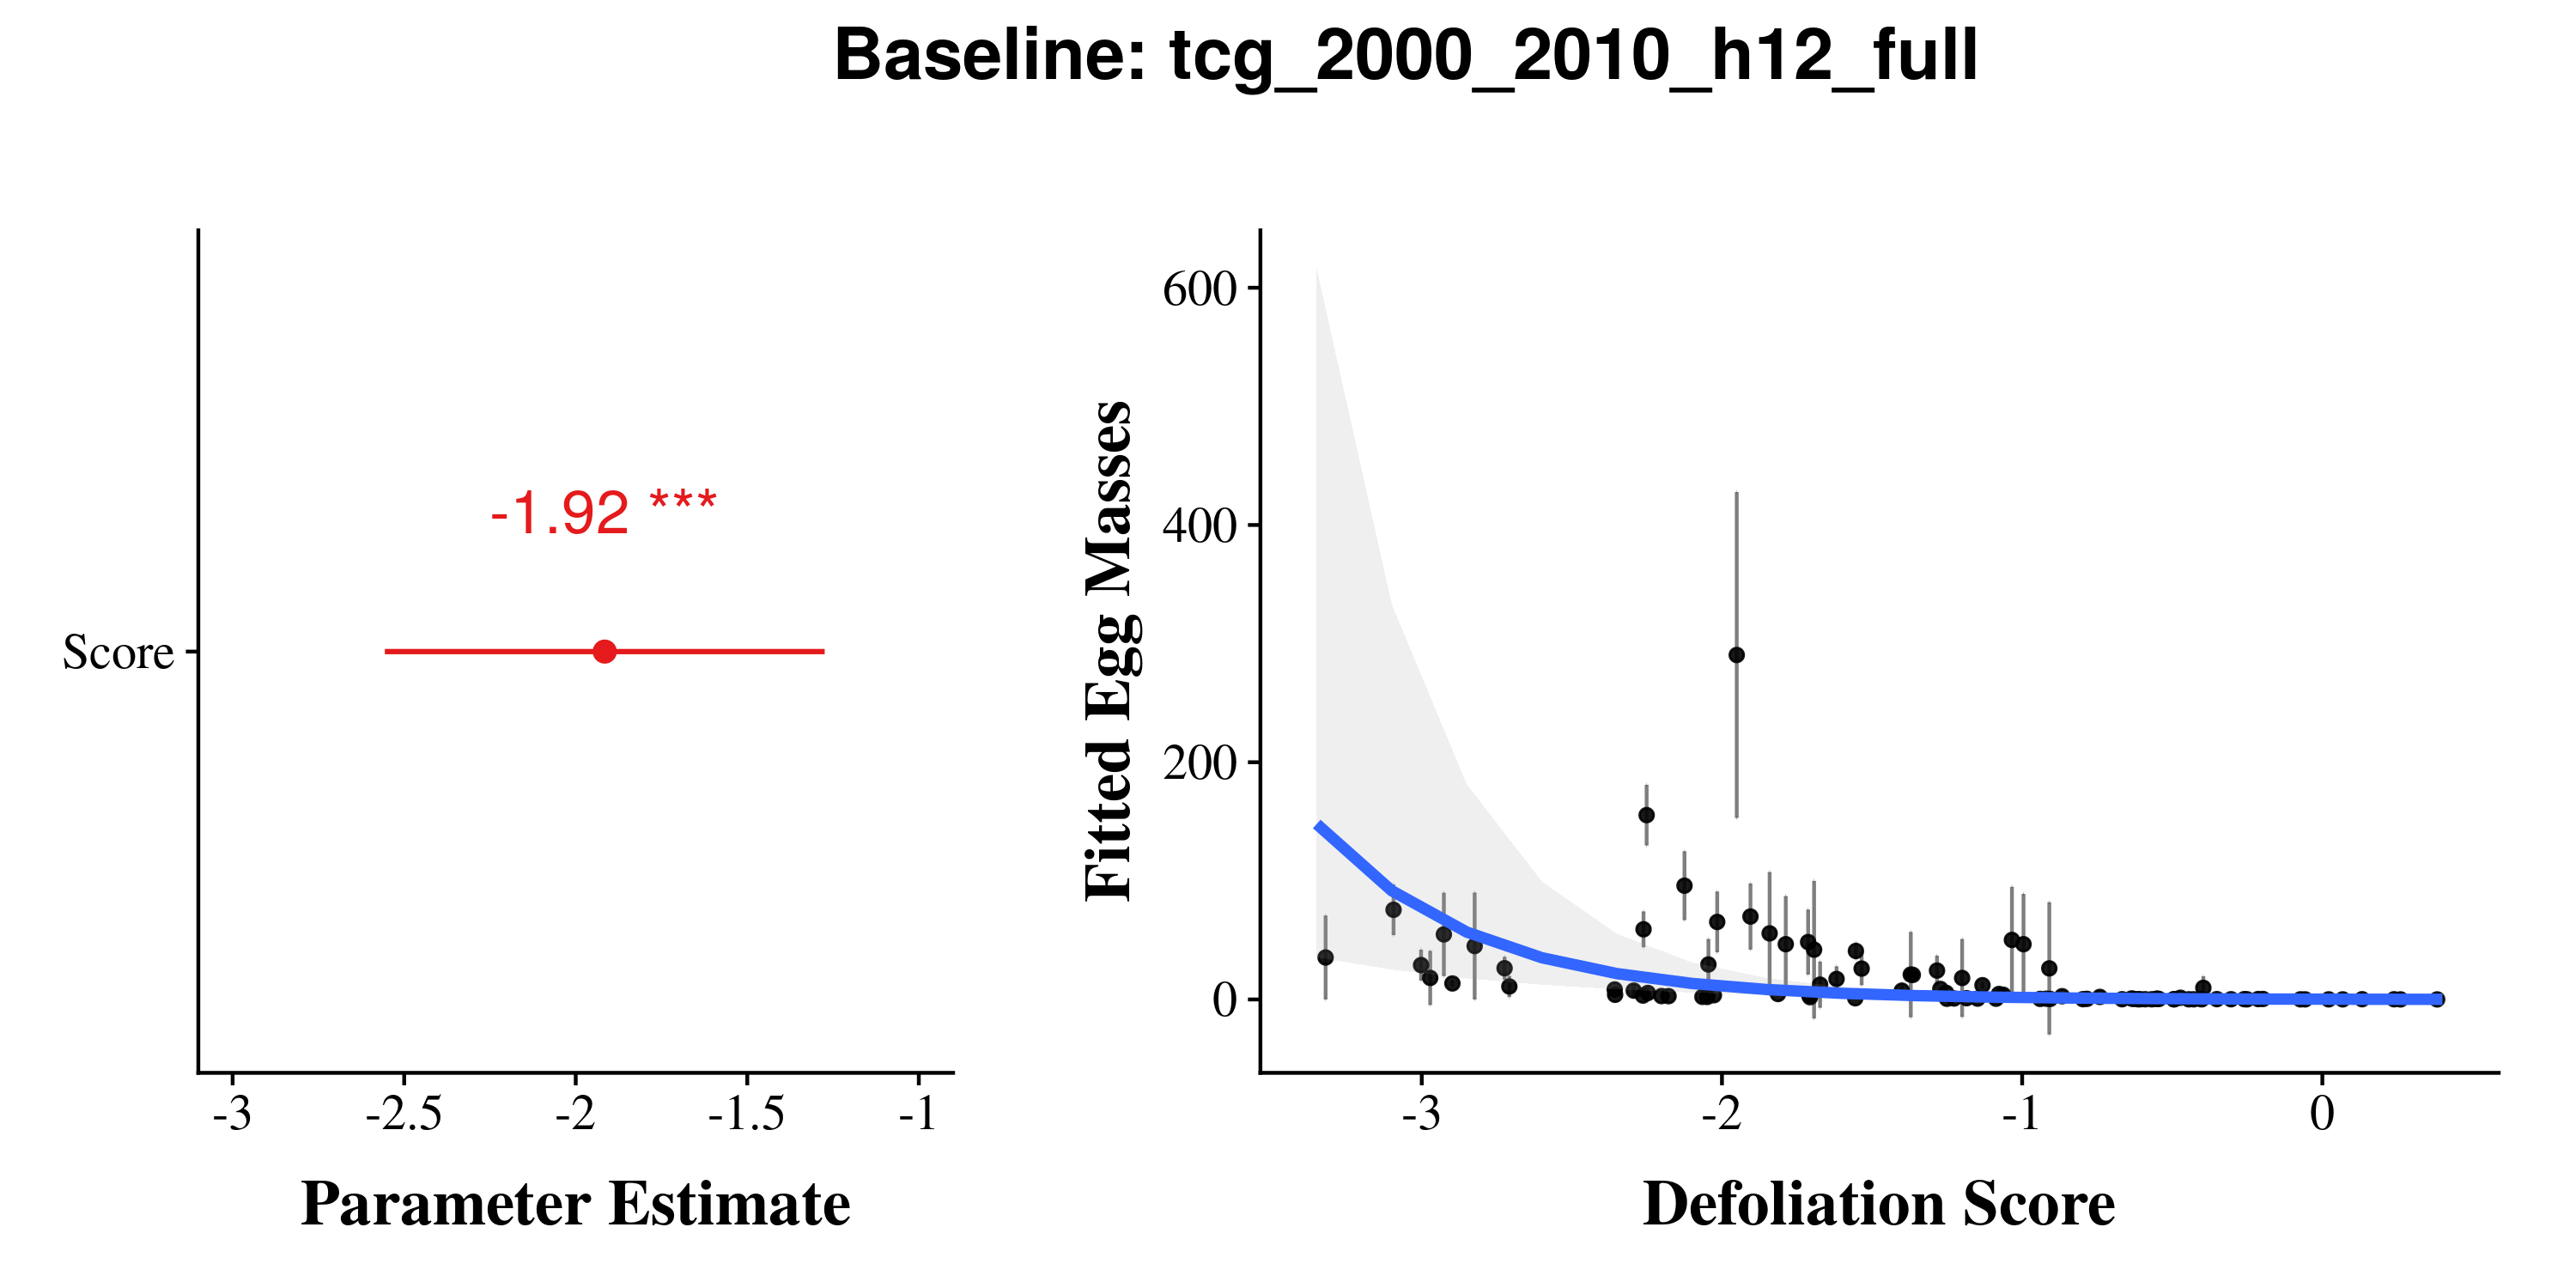 Baseline: tcg_2000_2010_h12_full
-1.92 ***
Score
-3 -2.5 -2 -1.5 -1
Parameter Estimate
Fitted Egg Masses
600
400
200
0
-3 -2 -1 0
Defoliation Score